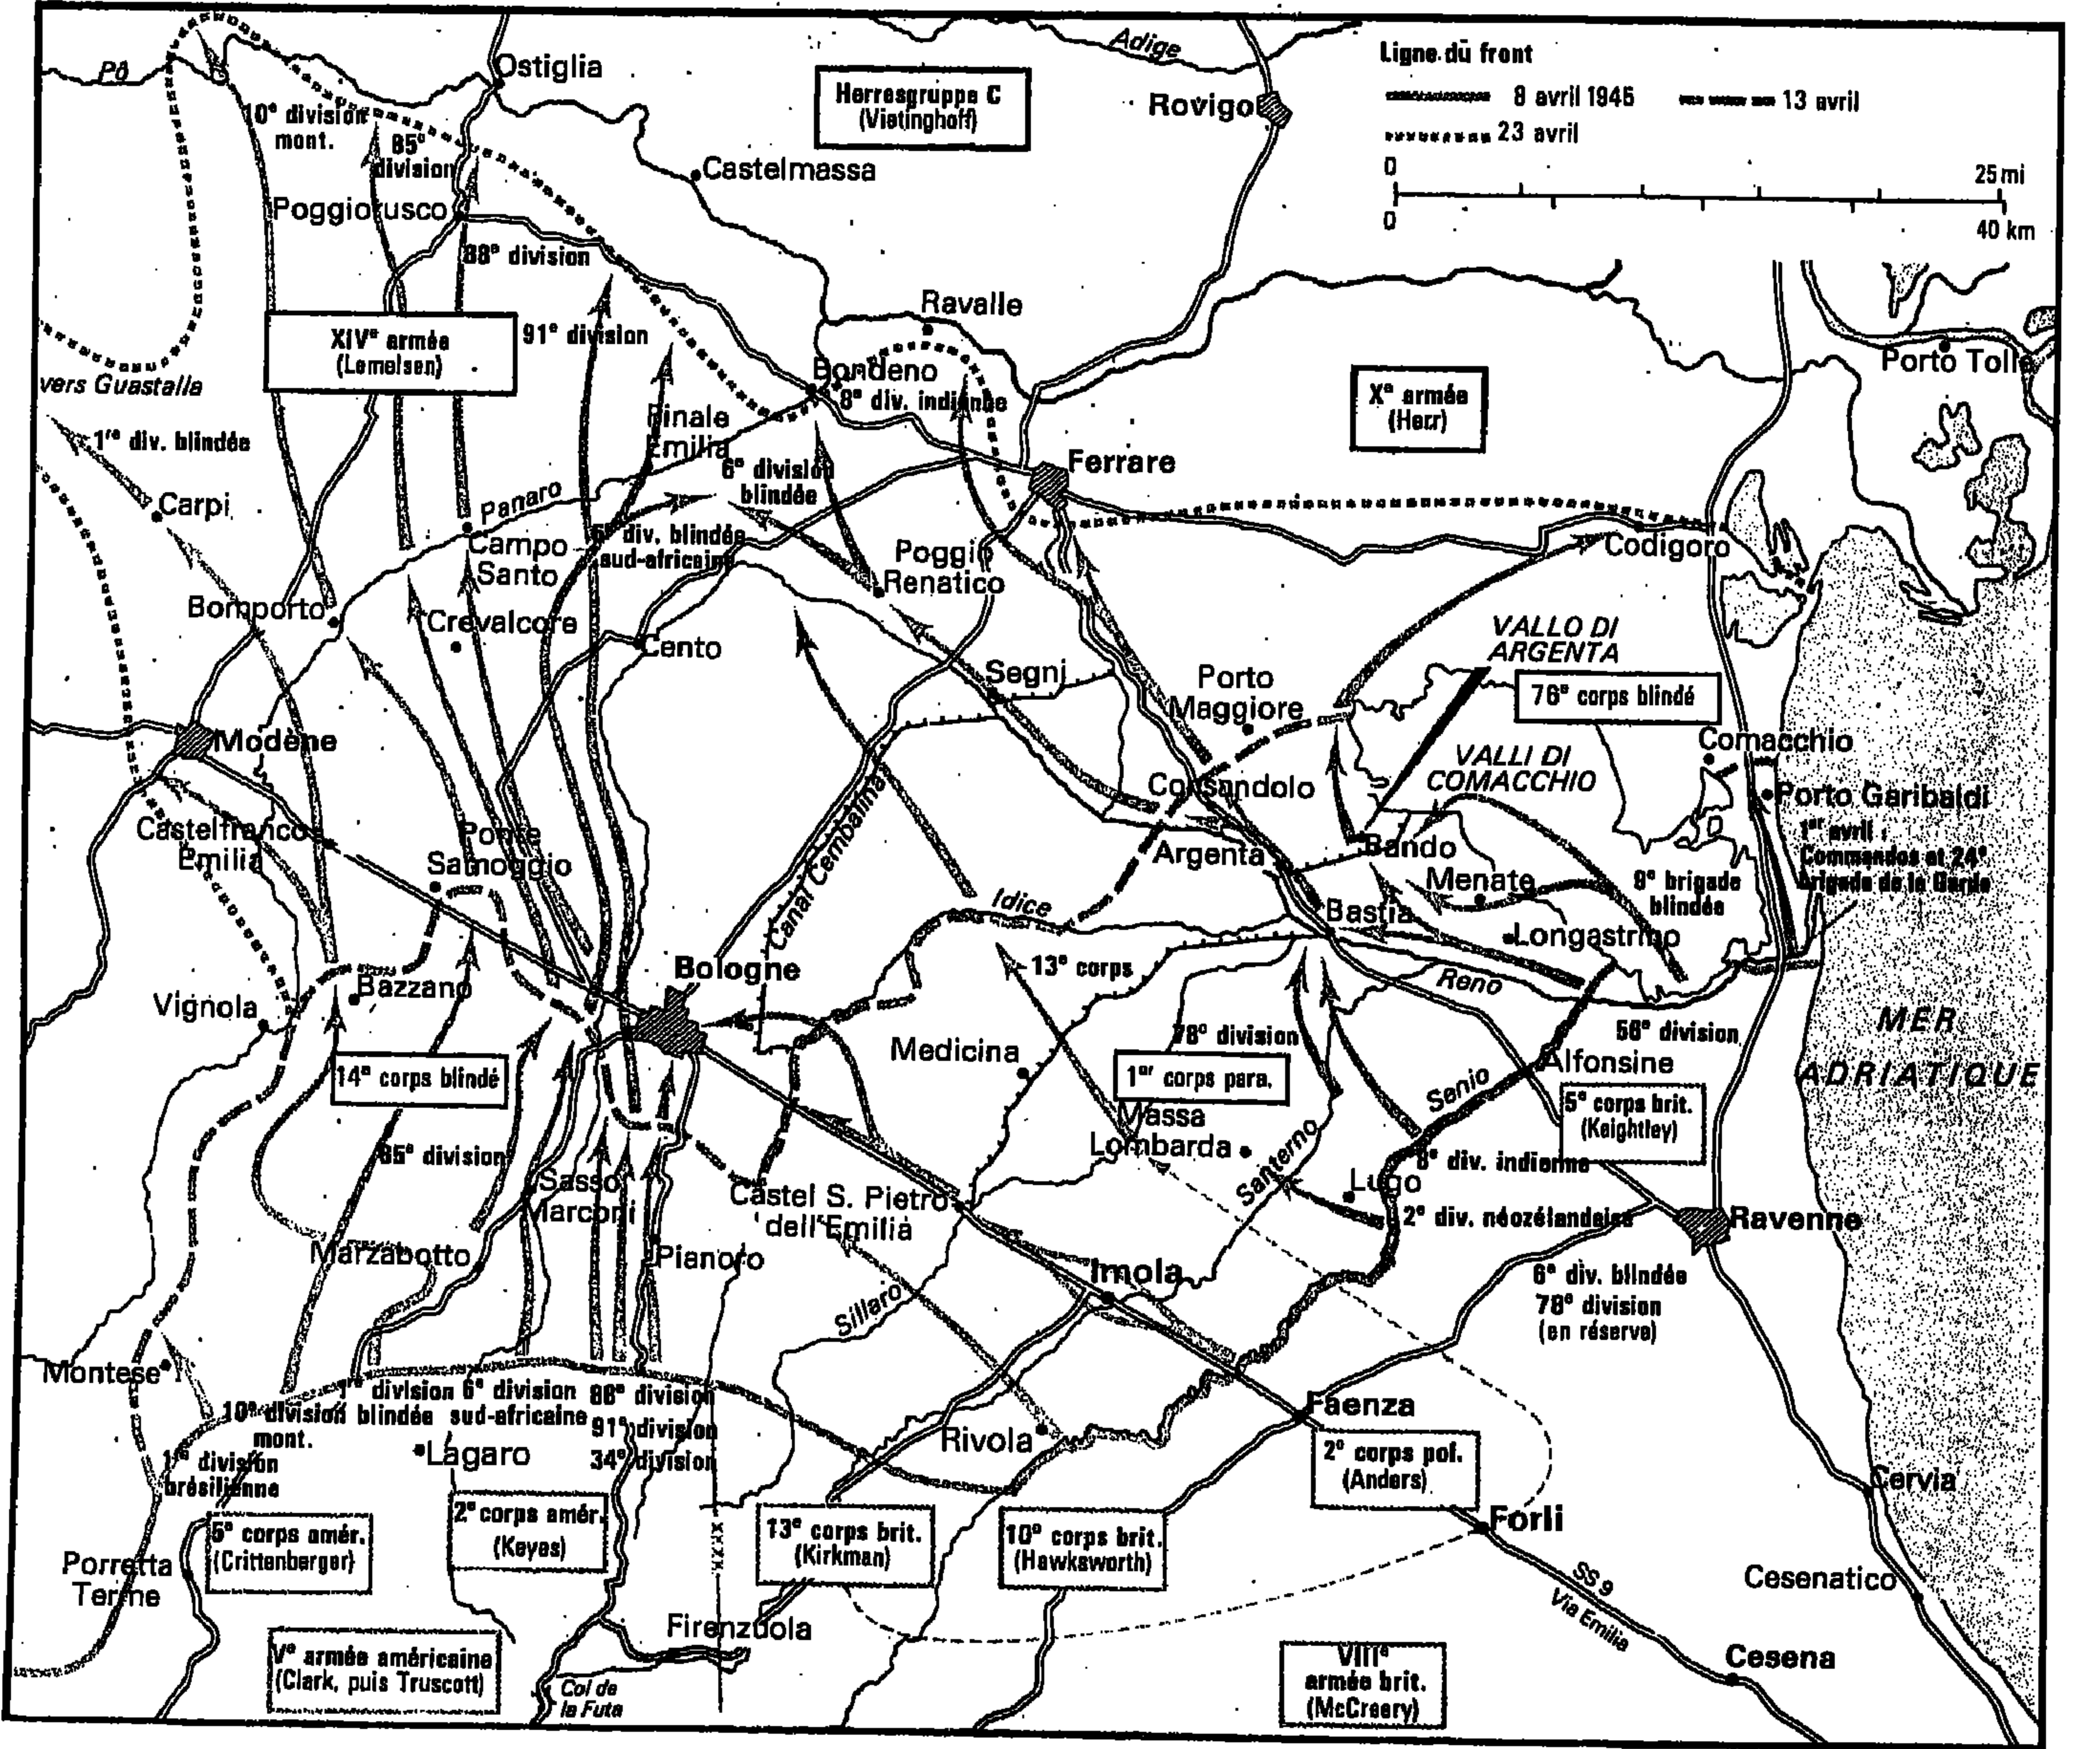 Pô
Ostiglia
Adige
Ligne du front
8 avril 1945
13 avril
23 avril
0
25 mi
0
40 km
Herresgruppe C
(Vietinghoff)
Rovigo
10e division
mont.
85e
division
Castelmassa
Poggiorusco
88e division
Ravalle
91e division
XIVe armée
(Lemelsen)
Porto Tolle
vers Guastalla
Bondeno
8e div. indienne
Xe armée
(Herr)
1re div. blindée
Finale
Emilia
6e division
blindée
Ferrare
Carpi
Panaro
Campo
Santo
6e div. blindée
sud-africaine
Poggio
Renatico
Codigoro
Bomporto
Crevalcore
Cento
Segni
VALLO DI
ARGENTA
Porto
Maggiore
76e corps blindé
Modène
Comacchio
VALLI DI
COMACCHIO
Consandolo
Porto Garibaldi
1er avril :
Commandos et 24e
brigade de la Garde
Castelfranco
Emilia
Ponte
Samoggio
Canal Cembalina
Argenta
Bando
Menate
9e brigade
blindée
Idice
Bastia
Longastrino
13e corps
Bologne
Reno
Bazzano
Vignola
MER
ADRIATIQUE
56e division
78e division
Medicina
Alfonsine
14e corps blindé
1er corps para.
Senio
5e corps brit.
(Keightley)
Massa
Lombarda
85e division
8e div. indienne
Santerno
Lugo
Sasso
Marconi
Castel S. Pietro
dell'Emilia
2e div. néozélandaise
Ravenne
Marzabotto
Pianoro
Imola
6e div. blindée
78e division
(en réserve)
Sillaro
Montese
1re division
blindée
6e division
sud-africaine
88e division
91e division
34e division
10e division
mont.
1re division
brésilienne
Lagaro
Rivola
Faenza
2e corps pol.
(Anders)
Cervia
5e corps amér.
(Crittenberger)
2e corps amér.
(Keyes)
13e corps brit.
(Kirkman)
10e corps brit.
(Hawksworth)
Forli
Porretta
Terme
SS 9
Via Emilia
Cesenatico
Firenzuola
Ve armée américaine
(Clark, puis Truscott)
Col de
la Futa
VIIIe
armée brit.
(McCreery)
Cesena
XXXX